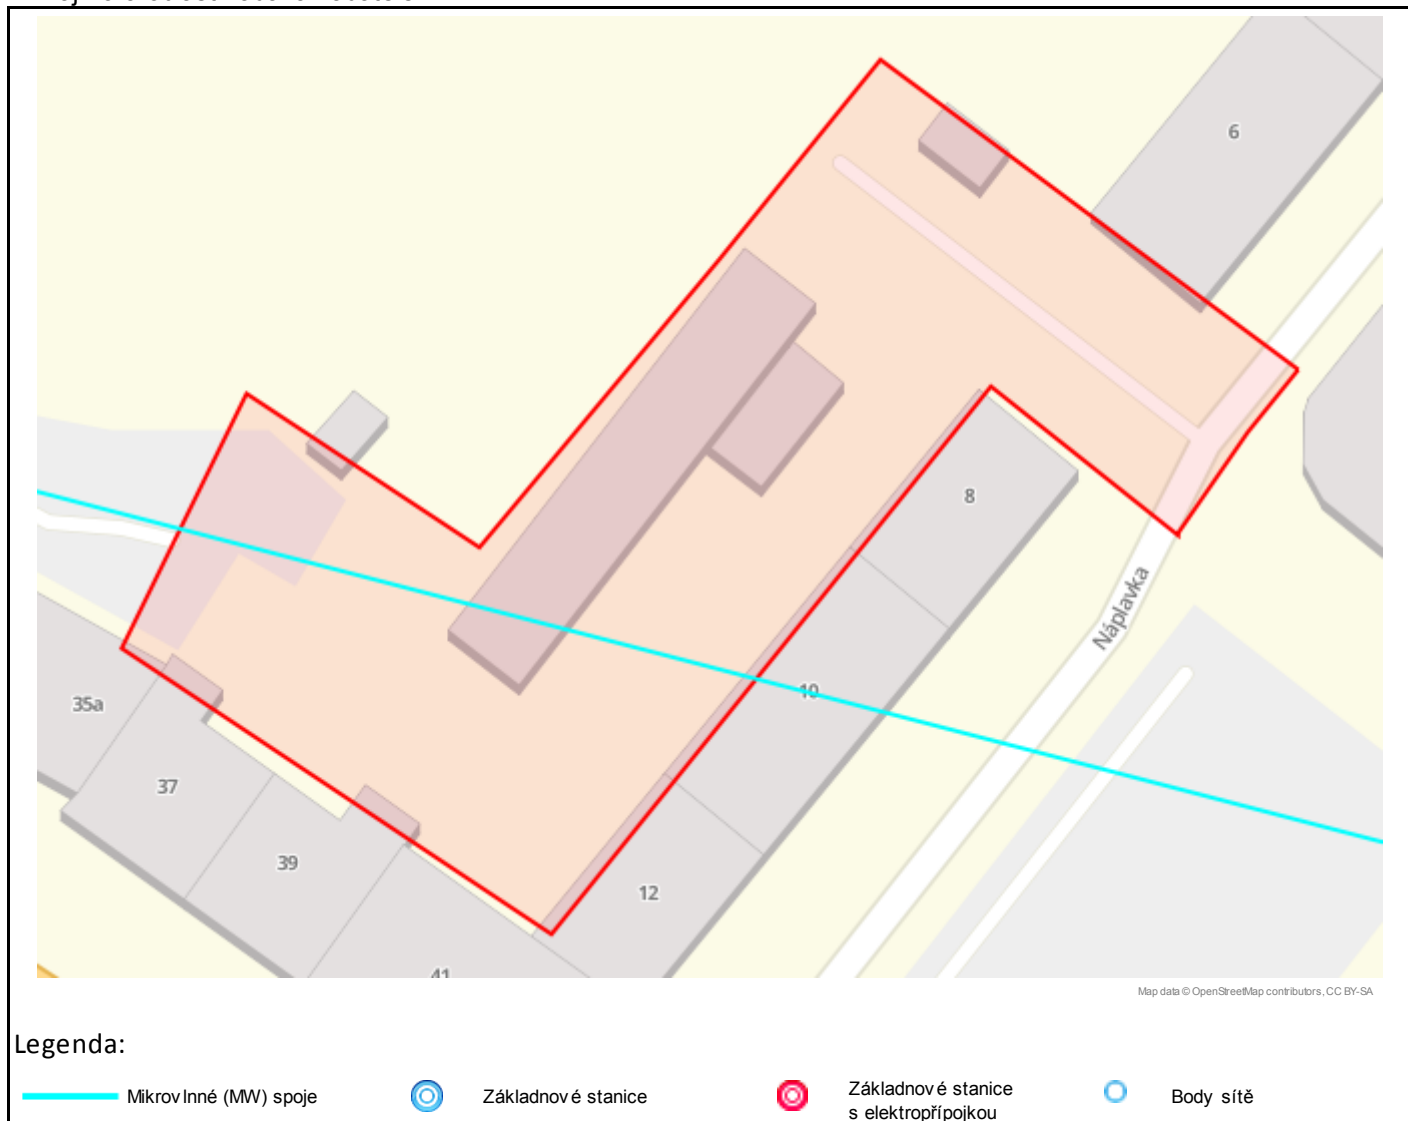 6
8
Náplavka
10
35a
37
39
12
41
Map data © OpenStreetMap contributors, CC BY-SA
Legenda:
Mikrovlnné (MW) spoje
Základnové stanice
Základnové stanice
s elektropřípojkou
Body sítě